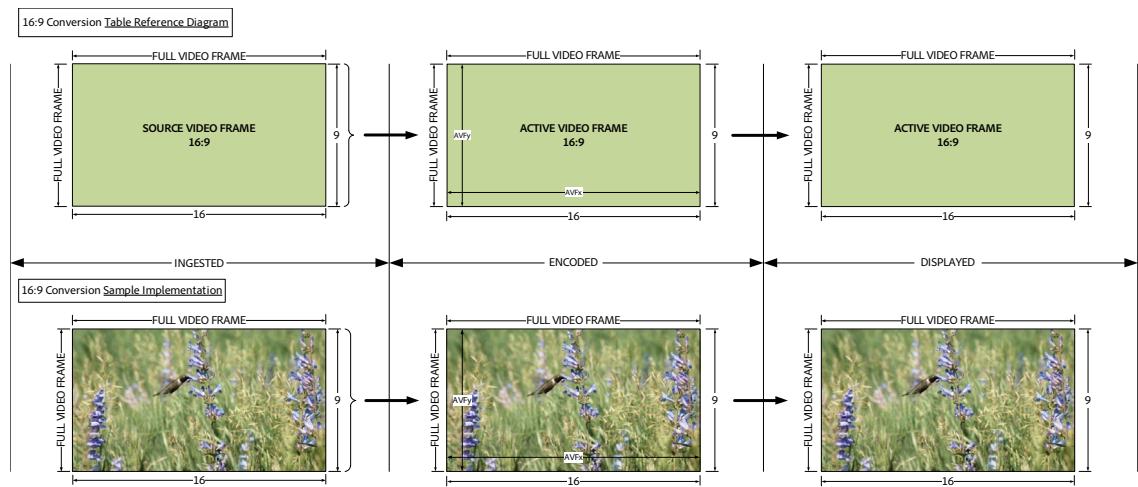 16:9 Conversion Table Reference Diagram
FULL VIDEO FRAME
FULL VIDEO FRAME
SOURCE VIDEO FRAME
16:9
9
16
FULL VIDEO FRAME
FULL VIDEO FRAME
AVFy
ACTIVE VIDEO FRAME
16:9
AVFx
9
16
FULL VIDEO FRAME
FULL VIDEO FRAME
ACTIVE VIDEO FRAME
16:9
9
16
INGESTED
ENCODED
DISPLAYED
16:9 Conversion Sample Implementation
FULL VIDEO FRAME
FULL VIDEO FRAME
9
16
FULL VIDEO FRAME
FULL VIDEO FRAME
AVFy
AVFx
9
16
FULL VIDEO FRAME
FULL VIDEO FRAME
9
16